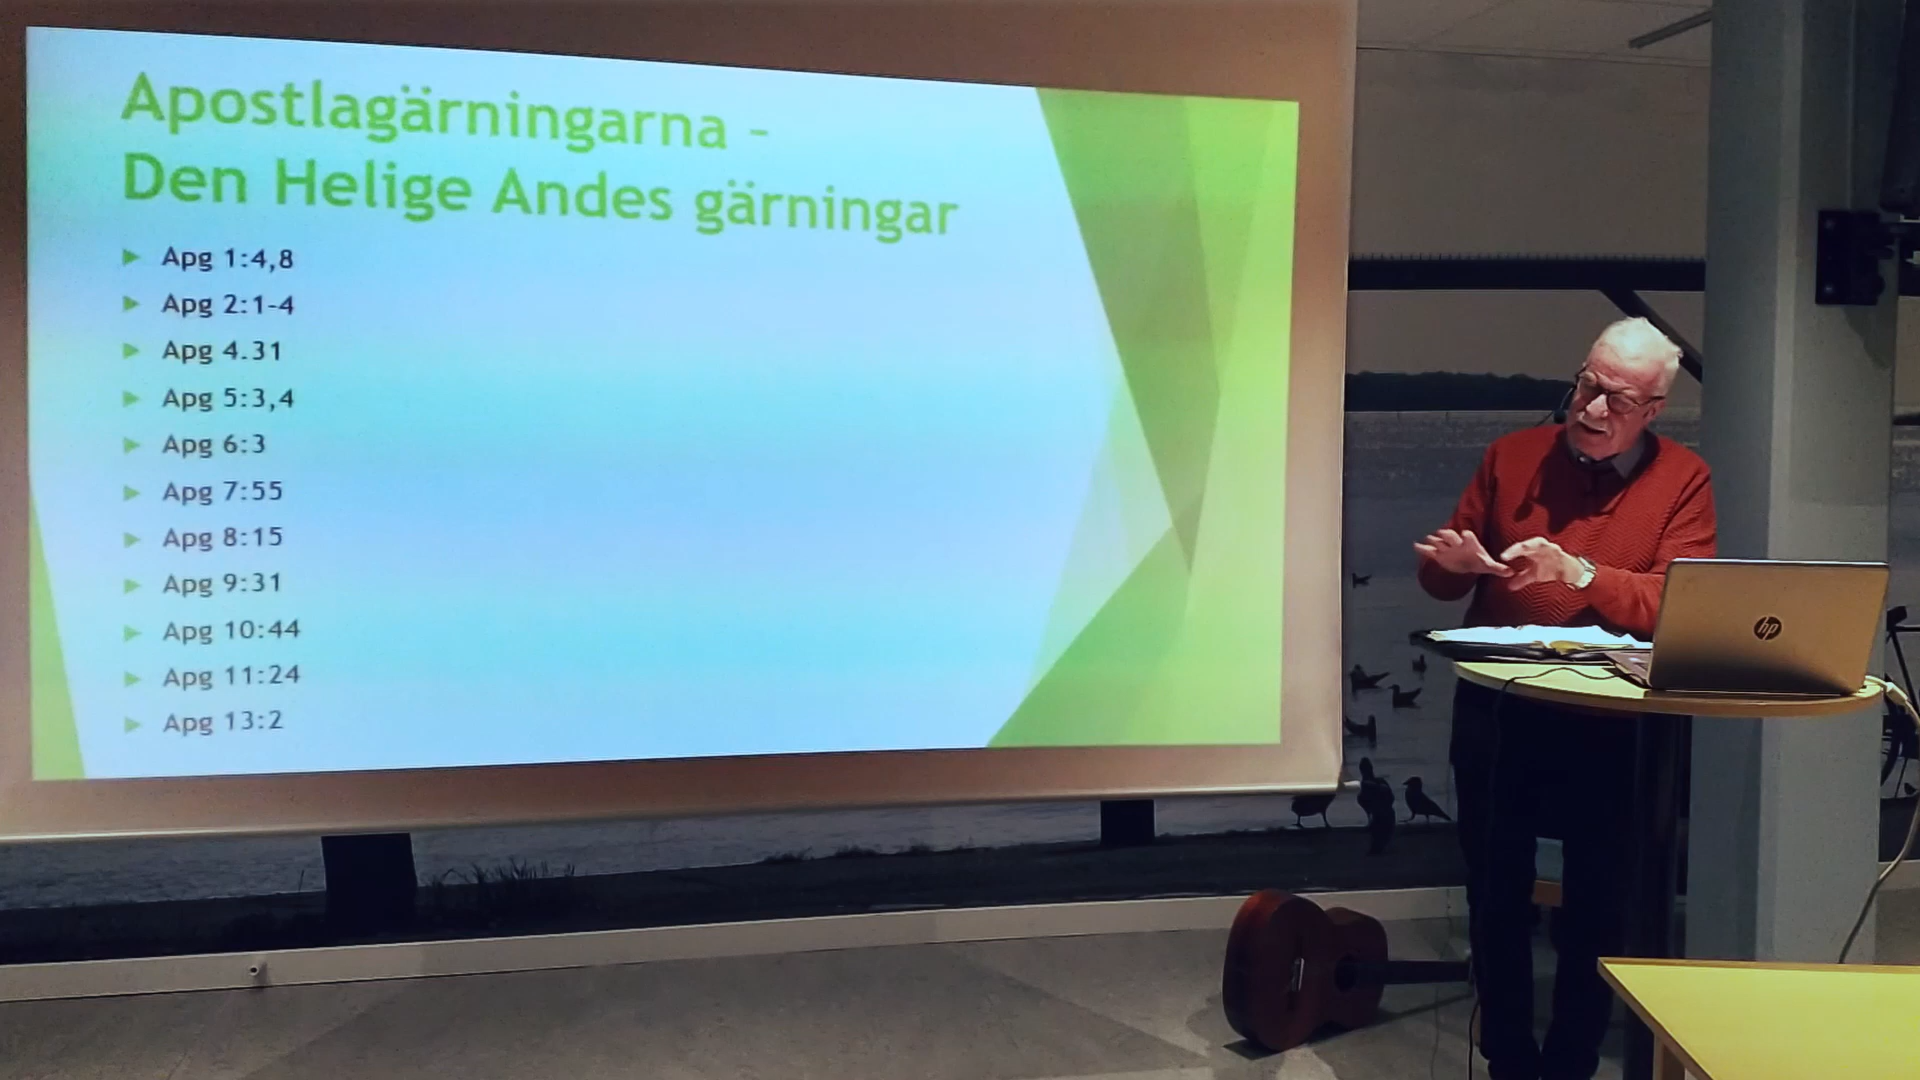 Apostlagärningarna –
Den Helige Andes gärningar
Apg 1:4,8
Apg 2:1-4
Apg 4.31
Apg 5:3,4
Apg 6:3
Apg 7:55
Apg 8:15
Apg 9:31
Apg 10:44
Apg 11:24
Apg 13:2
hp